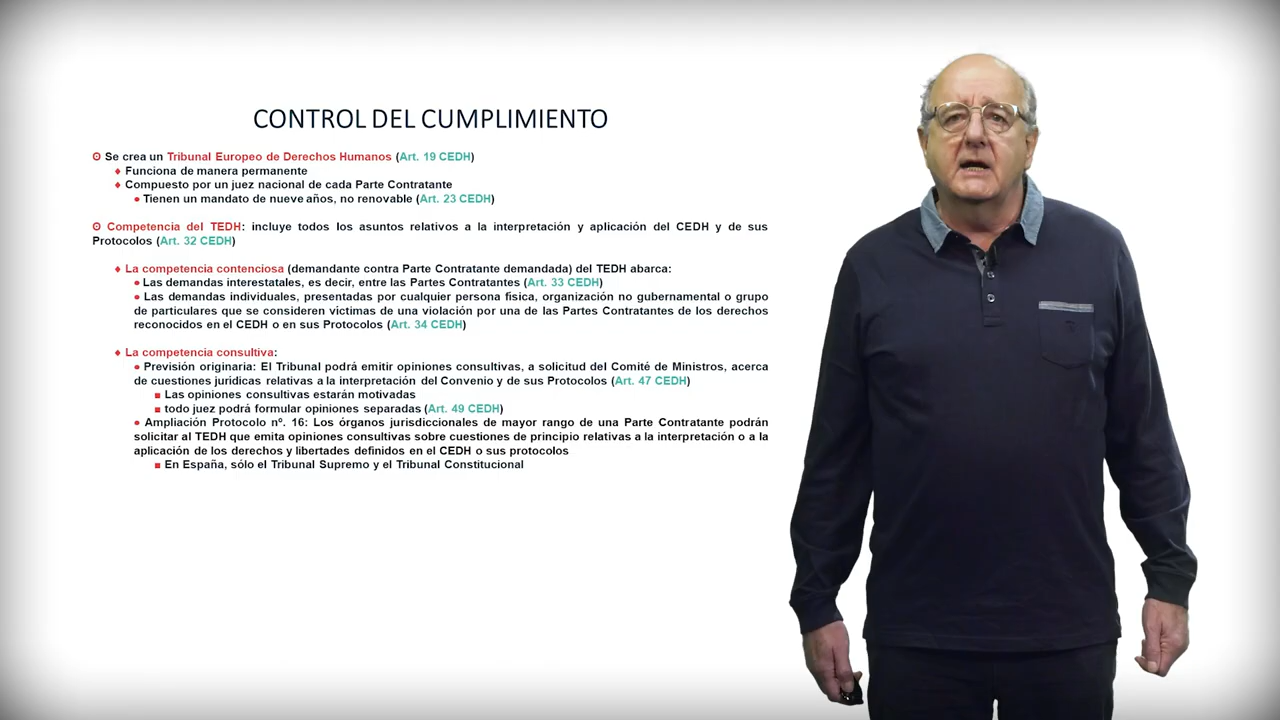 CONTROL DEL CUMPLIMIENTO
Se crea un Tribunal Europeo de Derechos Humanos (Art. 19 CEDH)
Funciona de manera permanente
Compuesto por un juez nacional de cada Parte Contratante
Tienen un mandato de nueve años, no renovable (Art. 23 CEDH)
Competencia del TEDH: incluye todos los asuntos relativos a la interpretación y aplicación del CEDH y de sus
Protocolos (Art. 32 CEDH)
La competencia contenciosa (demandante contra Parte Contratante demandada) del TEDH abarca:
Las demandas interestatales, es decir, entre las Partes Contratantes (Art. 33 CEDH)
Las demandas individuales, presentadas por cualquier persona física, organización no gubernamental o grupo
de particulares que se consideren víctimas de una violación por una de las Partes Contratantes de los derechos
reconocidos en el CEDH o en sus Protocolos (Art. 34 CEDH)
La competencia consultiva:
Previsión originaria: El Tribunal podrá emitir opiniones consultivas, a solicitud del Comité de Ministros, acerca
de cuestiones jurídicas relativas a la interpretación del Convenio y de sus Protocolos (Art. 47 CEDH)
Las opiniones consultivas estarán motivadas
todo juez podrá formular opiniones separadas (Art. 49 CEDH)
Ampliación Protocolo nº. 16: Los órganos jurisdiccionales de mayor rango de una Parte Contratante podrán
solicitar al TEDH que emita opiniones consultivas sobre cuestiones de principio relativas a la interpretación o a la
aplicación de los derechos y libertades definidos en el CEDH o sus protocolos
En España, sólo el Tribunal Supremo y el Tribunal Constitucional